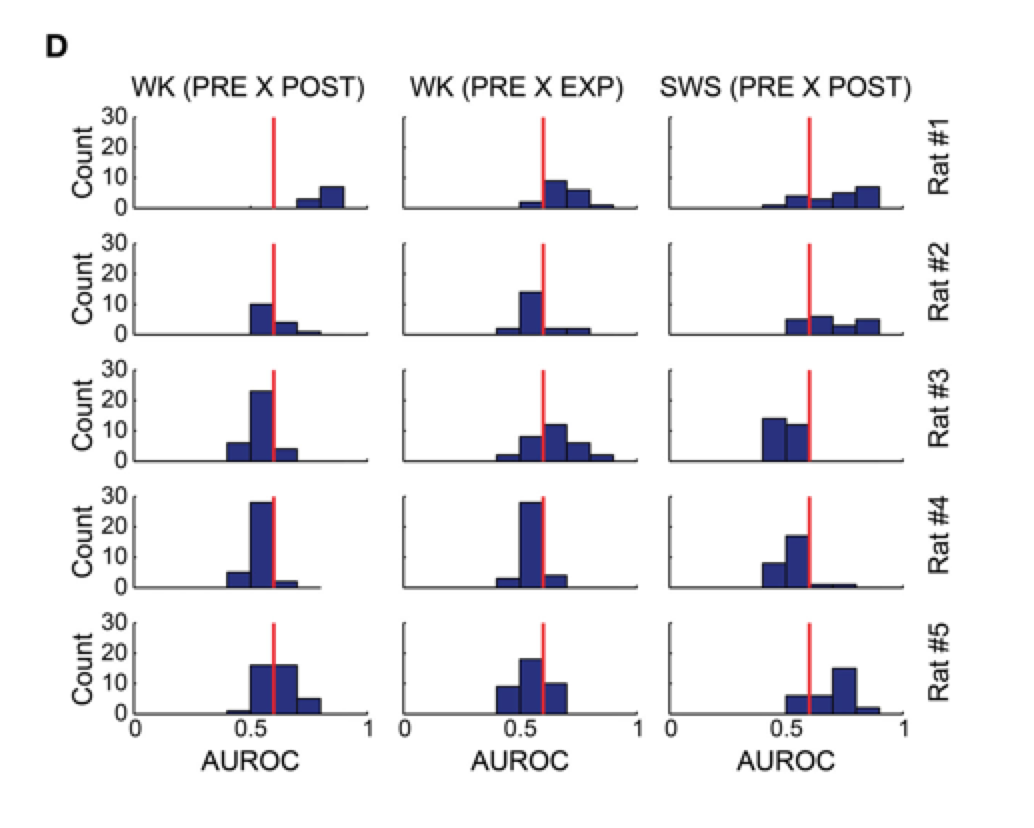 D
WK (PRE X POST) WK (PRE X EXP) SWS (PRE X POST)
30
20
10
0
Count
Rat #1
30
20
10
0
Count
Rat #2
30
20
10
0
Count
Rat #3
30
20
10
0
Count
Rat #4
30
20
10
0
Count
Rat #5
0 0.5 1 0 0.5 1 0 0.5 1
AUROC AUROC AUROC